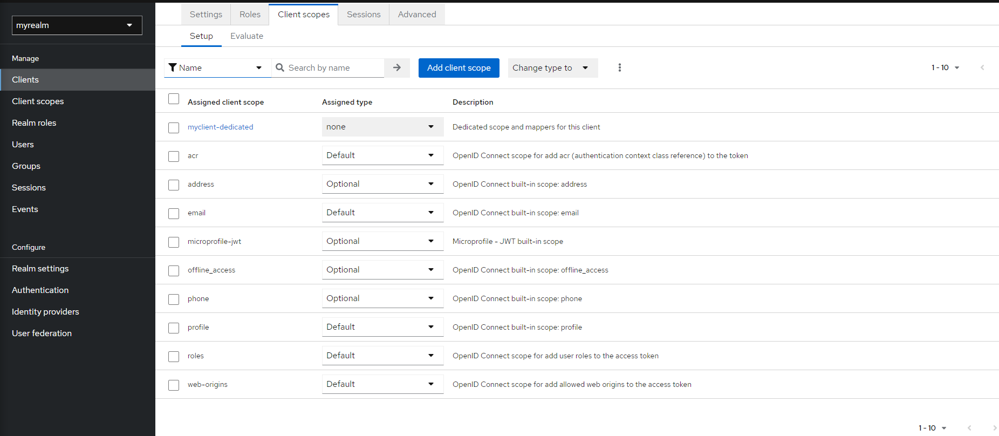 myrealm
Manage
Clients
Client scopes
Realm roles
Users
Groups
Sessions
Events
Configure
Realm settings
Authentication
Identity providers
User federation
Settings Roles Client scopes Sessions Advanced
Setup Evaluate
Name Search by name Add client scope Change type to 1 - 10
Assigned client scope Assigned type Description
myclient-dedicated none Dedicated scope and mappers for this client
acr Default OpenID Connect scope for add acr (authentication context class reference) to the token
address Optional OpenID Connect built-in scope: address
email Default OpenID Connect built-in scope: email
microprofile-jwt Optional Microprofile - JWT built-in scope
offline_access Optional OpenID Connect built-in scope: offline_access
phone Optional OpenID Connect built-in scope: phone
profile Default OpenID Connect built-in scope: profile
roles Default OpenID Connect scope for add user roles to the access token
web-origins Default OpenID Connect scope for add allowed web origins to the access token
1 - 10